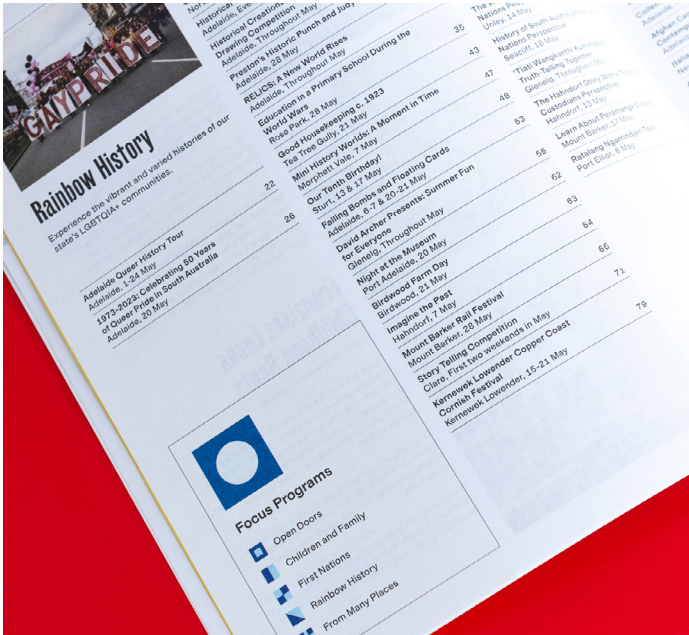 GAYPRIDE
Rainbow History
Experience the vibrant and varied histories of our
state's LGBTQIA+ communities.
Adelaide Queer History Tour 22
Adelaide, 1-24 May
1973-2023: Celebrating 50 Years 26
of Queer Pride in South Australia
Adelaide, 20 May
Historical Creations
Drawing Competition
Adelaide, Throughout May
Preston's Historic Punch and Judy
Adelaide, 28 May
RELICS: A New World Rises
Adelaide, Throughout May
Education in a Primary School During the 35
World Wars
Rose Park, 28 May
Good Housekeeping c. 1923 43
Tea Tree Gully, 21 May
Mini History Worlds: A Moment in Time 47
Morphett Vale, 7 May
Our Tenth Birthday! 48
Sturt, 13 & 17 May
Falling Bombs and Floating Cards 53
Adelaide, 6-7 & 20-21 May
David Archer Presents: Summer Fun 56
for Everyone
Glenelg, Throughout May
Night at the Museum 62
Port Adelaide, 20 May
Birdwood Farm Day 63
Birdwood, 21 May
Imagine the Past 64
Hahndorf, 7 May
Mount Barker Rail Festival 66
Mount Barker, 28 May
Story Telling Competition 71
Clare, First two weekends in May
Kernewek Lowender Copper Coast 79
Cornish Festival
Kernewek Lowender, 15-21 May
Nations
Unley, 14 May
History of South
Nations Perspective
Seacliff, 18 May
Truth-Telling Together
Glenelg, Throughout
The Hahndorf Story
Custodians Perspective
Hahndorf, 13 May
Learn About Peramangk
Mount Barker, 17 May
Ratalang Ngarrindjeri
Port Elliot, 8 May
Focus Programs
Open Doors
Children and Family
First Nations
Rainbow History
From Many Places